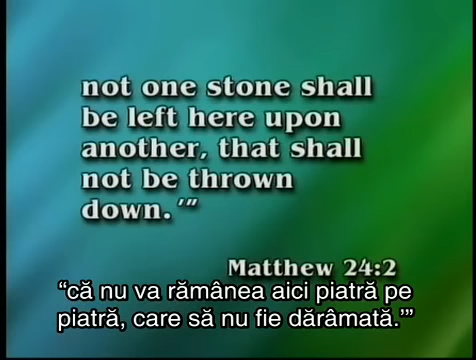 not one stone shall
be left here upon
another, that shall
not be thrown
down.’”
Matthew 24:2
“că nu va rămânea aici piatră pe
piatră, care să nu fie dărâmată.’”